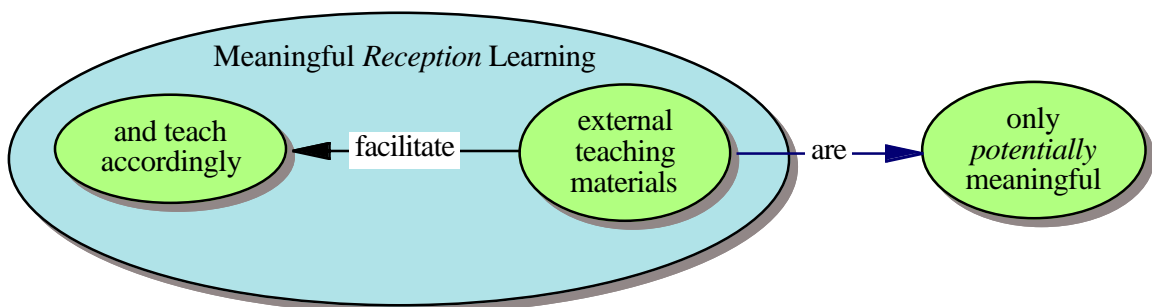 Meaningful Reception Learning
and teach
accordingly
facilitate
external
teaching
materials
are
only
potentially
meaningful